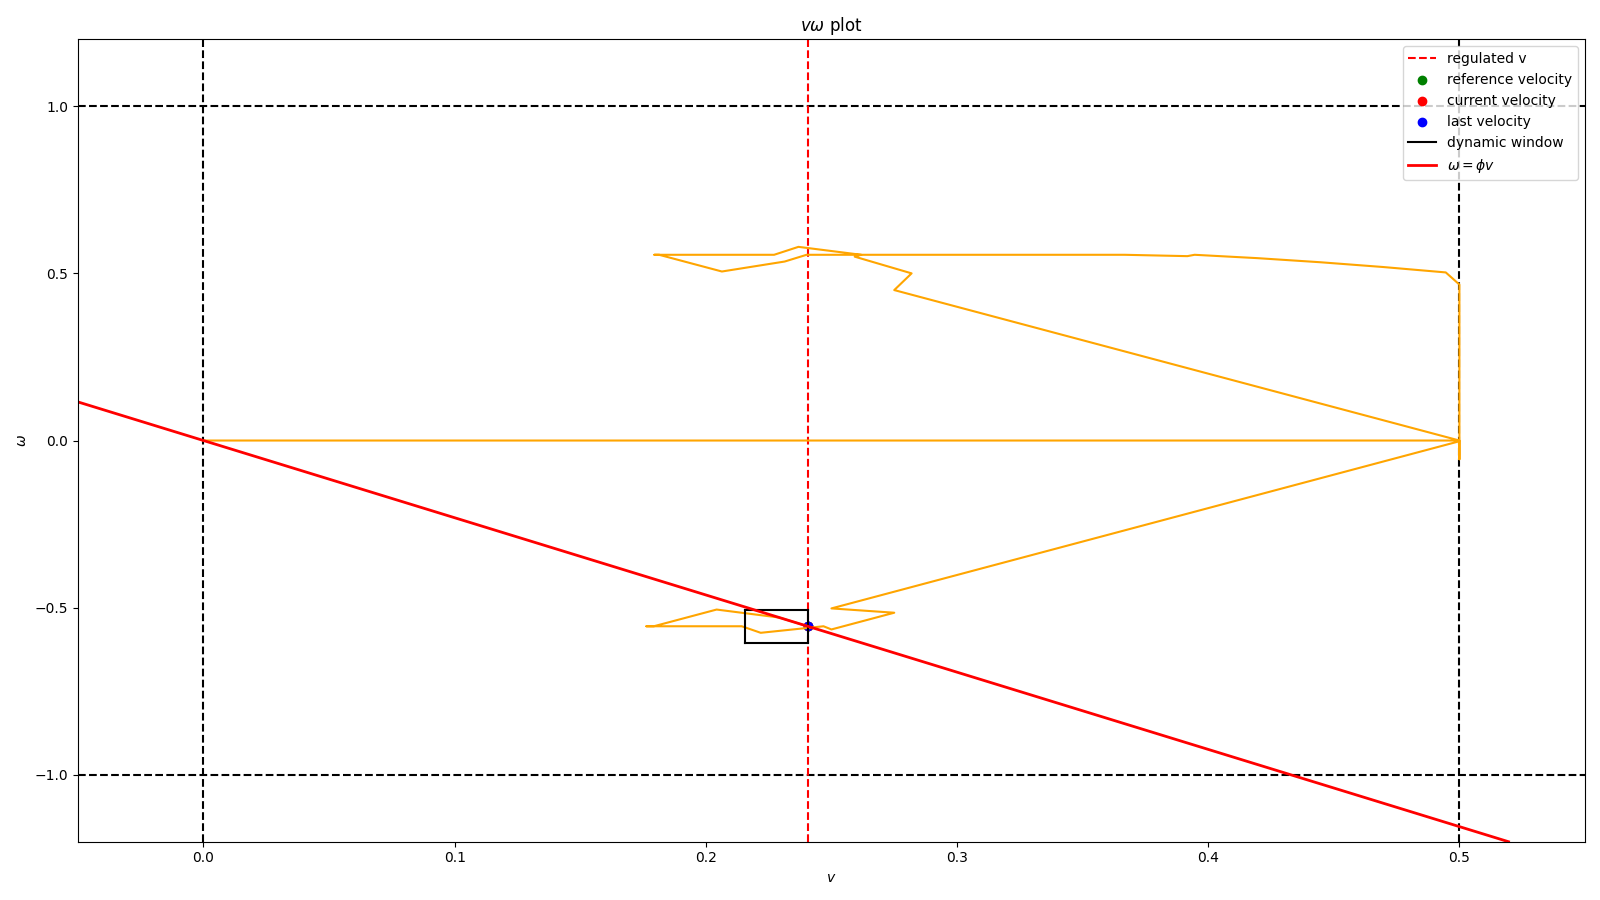 vω plot
regulated v
reference velocity
current velocity
last velocity
dynamic window
ω = ϕv
1.0
0.5
0.0
−0.5
−1.0
ω
0.0 0.1 0.2 0.3 0.4 0.5
v